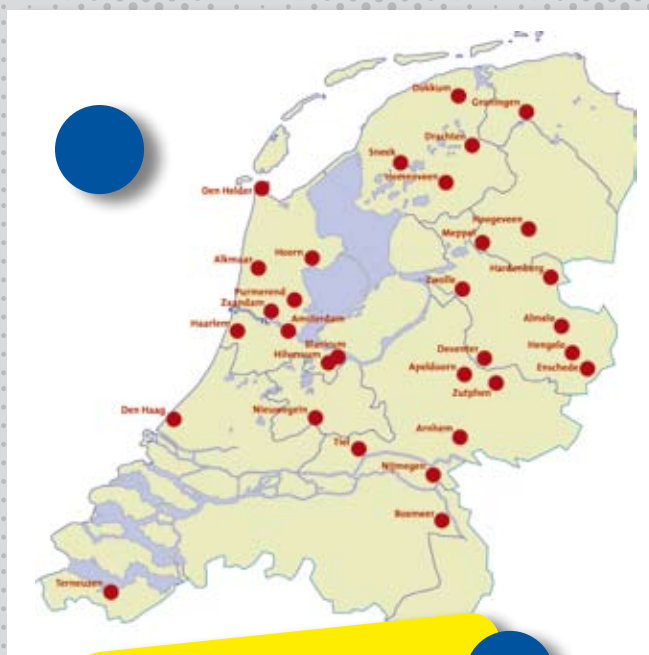 Dokkum
Groningen
Drachten
Sneek
Heerenveen
Den Helder
Hoogeveen
Meppel
Hoorn
Alkmaar
Hardenberg
Zwolle
Purmerend
Zaandam
Amsterdam
Haarlem
Almelo
Blaricum
Hilversum
Hengelo
Deventer
Apeldoorn
Enschede
Zutphen
Den Haag
Nieuwegein
Arnhem
Tiel
Nijmegen
Boxmeer
Terneuzen